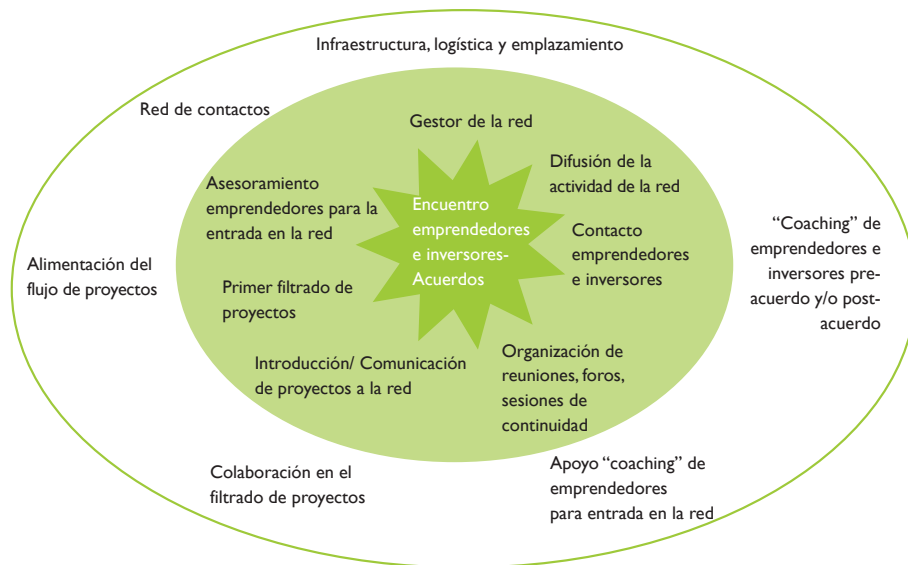 Infraestructura, logística y emplazamiento
Red de contactos
Gestor de la red
Difusión de la
actividad de la red
Asesoramiento
emprendedores para la
entrada en la red
Encuentro
emprendedores
e inversores-
Acuerdos
Contacto
emprendedores
e inversores
“Coaching” de
emprendedores e
inversores pre-
acuerdo y/o post-
acuerdo
Alimentación del
flujo de proyectos
Primer filtrado de
proyectos
Introducción/ Comunicación
de proyectos a la red
Organización de
reuniones, foros,
sesiones de
continuidad
Colaboración en el
filtrado de proyectos
Apoyo “coaching” de
emprendedores
para entrada en la red